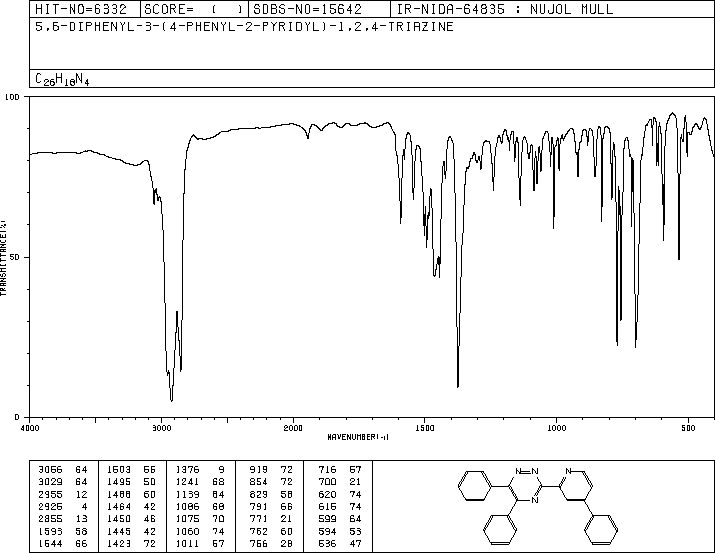 HIT-NO=6332 SCORE= ( ) SDBS-NO=15642 IR-NIDA-64835 : NUJOL MULL
5,6-DIPHENYL-3-(4-PHENYL-2-PYRIDYL)-1,2,4-TRIAZINE
C26H18N4
100
50
0
TRANSMITTANCE(%)
4000 3000 2000 1500 1000 500
WAVENUMBER(-1)
3056 64 1503 56 1376 9 919 72 716 57
3029 64 1495 50 1241 68 854 72 700 21
2955 12 1488 60 1139 64 829 58 620 74
2925 4 1464 42 1086 68 791 66 615 74
2855 13 1450 46 1075 70 771 21 599 64
1593 58 1445 42 1060 74 762 60 594 53
1544 66 1423 72 1011 57 756 28 536 47
N N N
N